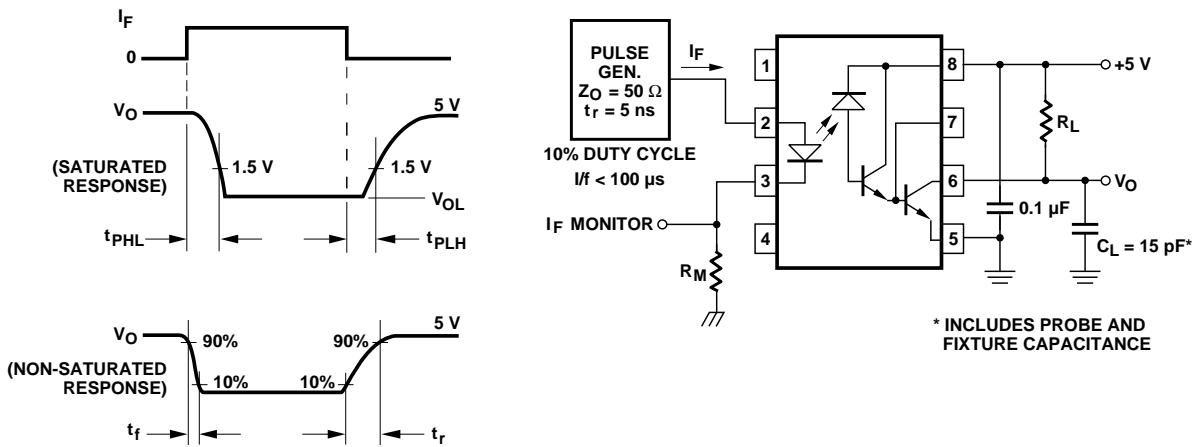 I_F
0
V_O
5 V
(SATURATED
RESPONSE)
1.5 V
1.5 V
V_OL
t_PHL
t_PLH
V_O
5 V
(NON-SATURATED
RESPONSE)
90%
90%
10%
10%
t_f
t_r
PULSE
GEN.
Z_O = 50 Ω
t_r = 5 ns
I_F
10% DUTY CYCLE
I/f < 100 µs
I_F MONITOR
R_M
1
2
3
4
8
7
6
5
+5 V
R_L
V_O
0.1 µF
C_L = 15 pF*
* INCLUDES PROBE AND
FIXTURE CAPACITANCE